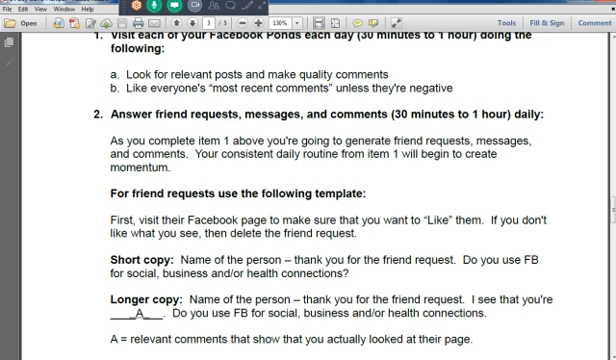 File Edit View Window Help
Open
3 / 5
130%
Tools Fill & Sign Comment
1. Visit each of your Facebook Ponds each day (30 minutes to 1 hour) doing the
following:
a. Look for relevant posts and make quality comments
b. Like everyone's “most recent comments” unless they're negative
2. Answer friend requests, messages, and comments (30 minutes to 1 hour) daily:
As you complete item 1 above you're going to generate friend requests, messages,
and comments. Your consistent daily routine from item 1 will begin to create
momentum.
For friend requests use the following template:
First, visit their Facebook page to make sure that you want to “Like” them. If you don't
like what you see, then delete the friend request.
Short copy: Name of the person – thank you for the friend request. Do you use FB
for social, business and/or health connections?
Longer copy: Name of the person – thank you for the friend request. I see that you're
____A___. Do you use FB for social, business and/or health connections.
A = relevant comments that show that you actually looked at their page.